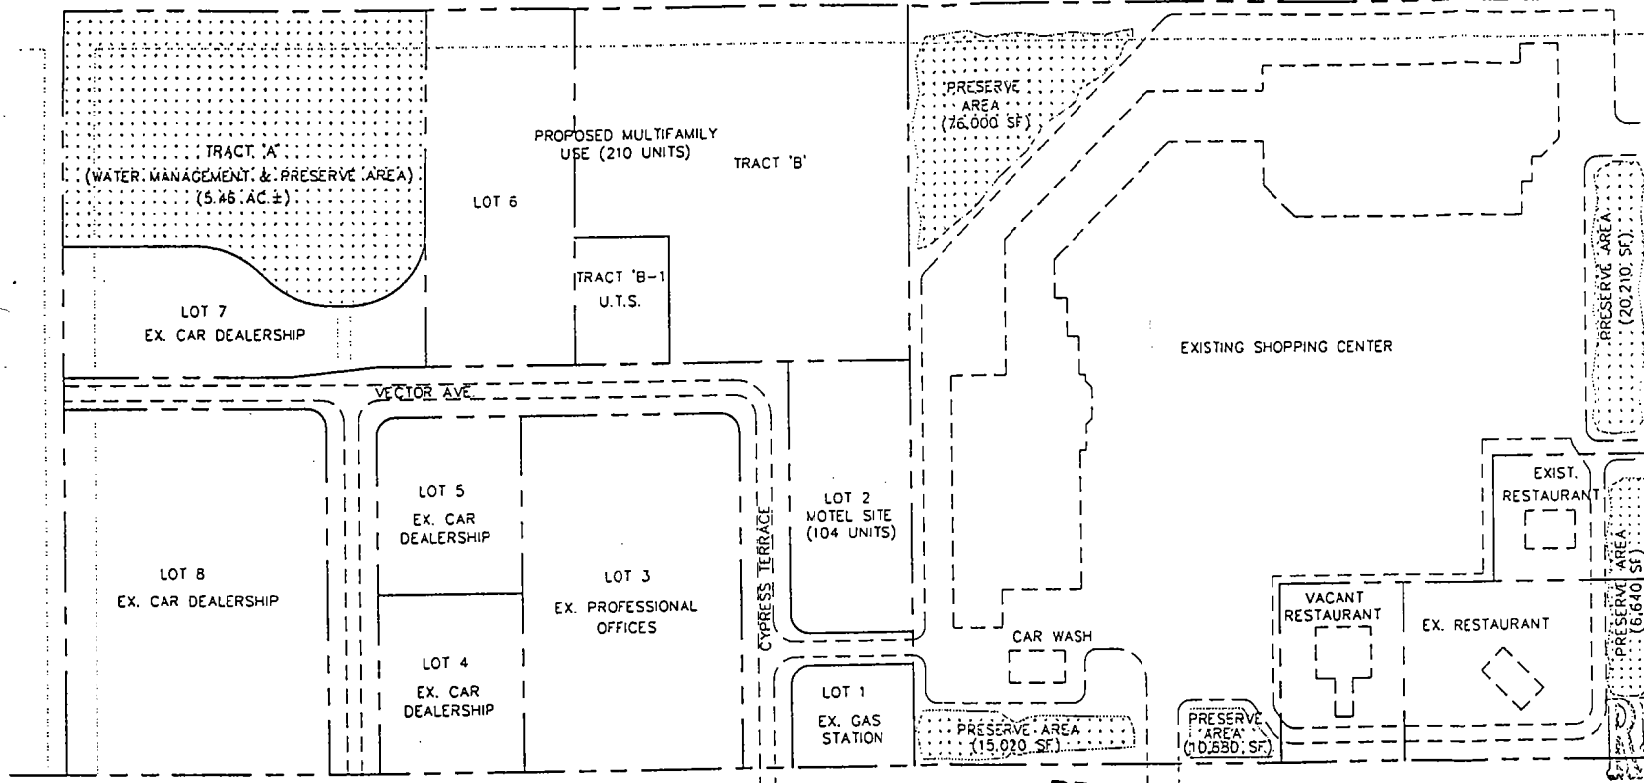 TRACT 'A'
(WATER MANAGEMENT & PRESERVE AREA)
(5.46 AC.±)
LOT 6
PROPOSED MULTIFAMILY
USE (210 UNITS)
TRACT 'B'
TRACT 'B-1
U.T.S.
PRESERVE
AREA
(76,000 SF)
LOT 7
EX. CAR DEALERSHIP
VECTOR AVE.
EXISTING SHOPPING CENTER
PRESERVE AREA
(20,210 SF)
LOT 8
EX. CAR DEALERSHIP
LOT 5
EX. CAR
DEALERSHIP
LOT 4
EX. CAR
DEALERSHIP
LOT 3
EX. PROFESSIONAL
OFFICES
CYPRESS TERRACE
LOT 2
MOTEL SITE
(104 UNITS)
LOT 1
EX. GAS
STATION
CAR WASH
PRESERVE AREA
(15,020 SF)
PRESERVE
AREA
VACANT
RESTAURANT
EX. RESTAURANT
EXIST.
RESTAURANT
PRESERVE AREA
(6,640 SF)